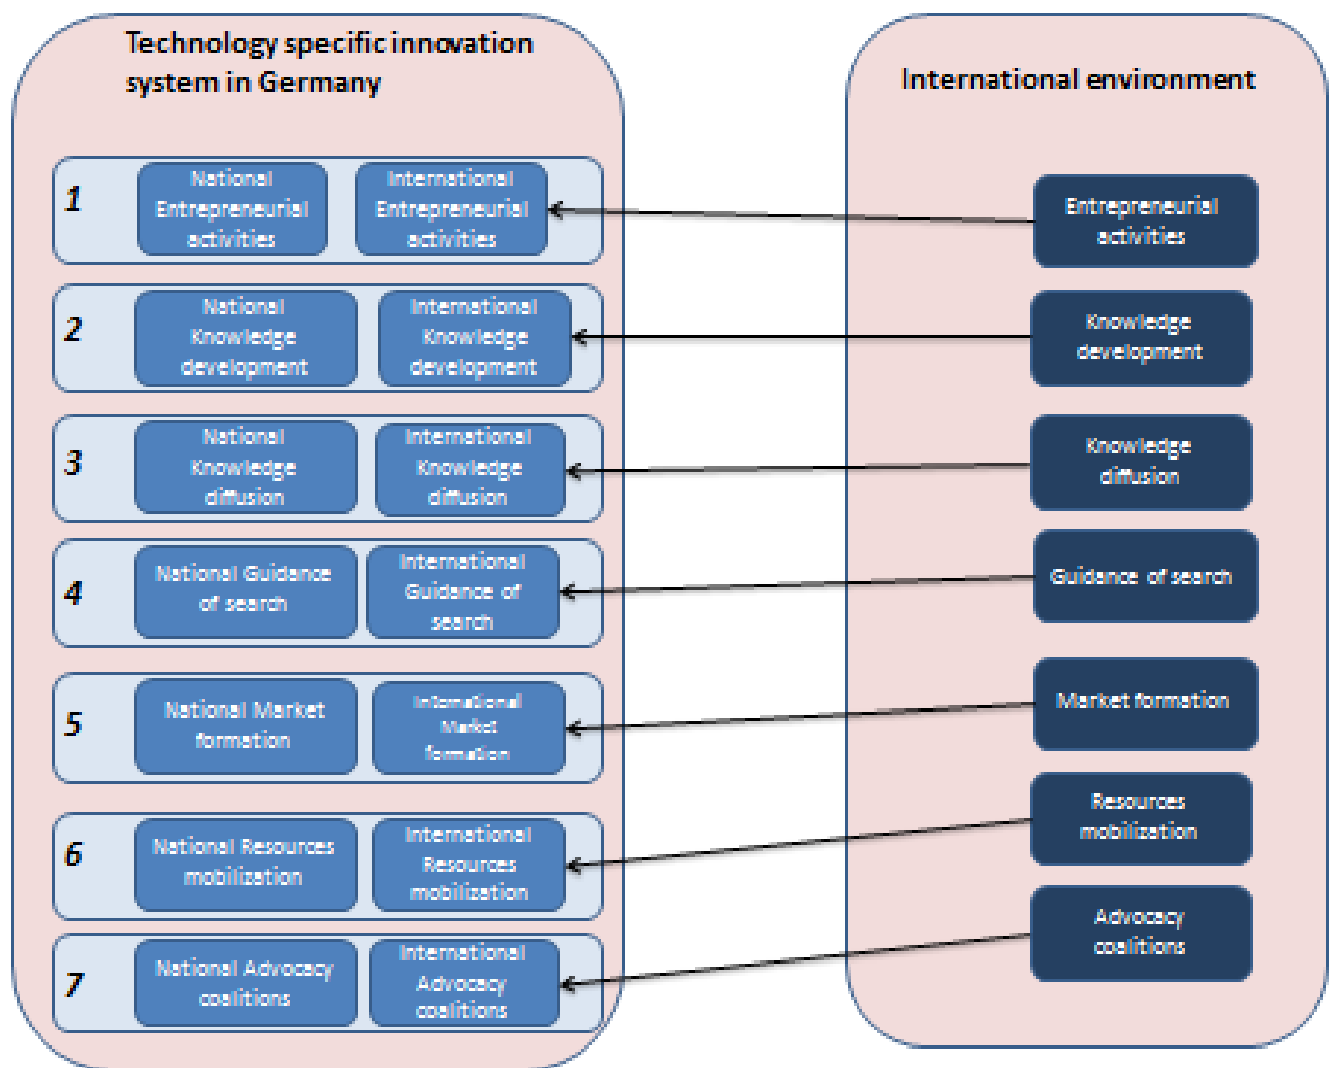 Technology specific innovation
system in Germany
International environment
1
National
Entrepreneurial
activities
International
Entrepreneurial
activities
Entrepreneurial
activities
2
National
Knowledge
development
International
Knowledge
development
Knowledge
development
3
National
Knowledge
diffusion
International
Knowledge
diffusion
Knowledge
diffusion
4
National Guidance
of search
International
Guidance of
search
Guidance of search
5
National Market
formation
International
Market
formation
Market formation
6
National Resources
mobilization
International
Resources
mobilization
Resources
mobilization
7
National Advocacy
coalitions
International
Advocacy
coalitions
Advocacy
coalitions